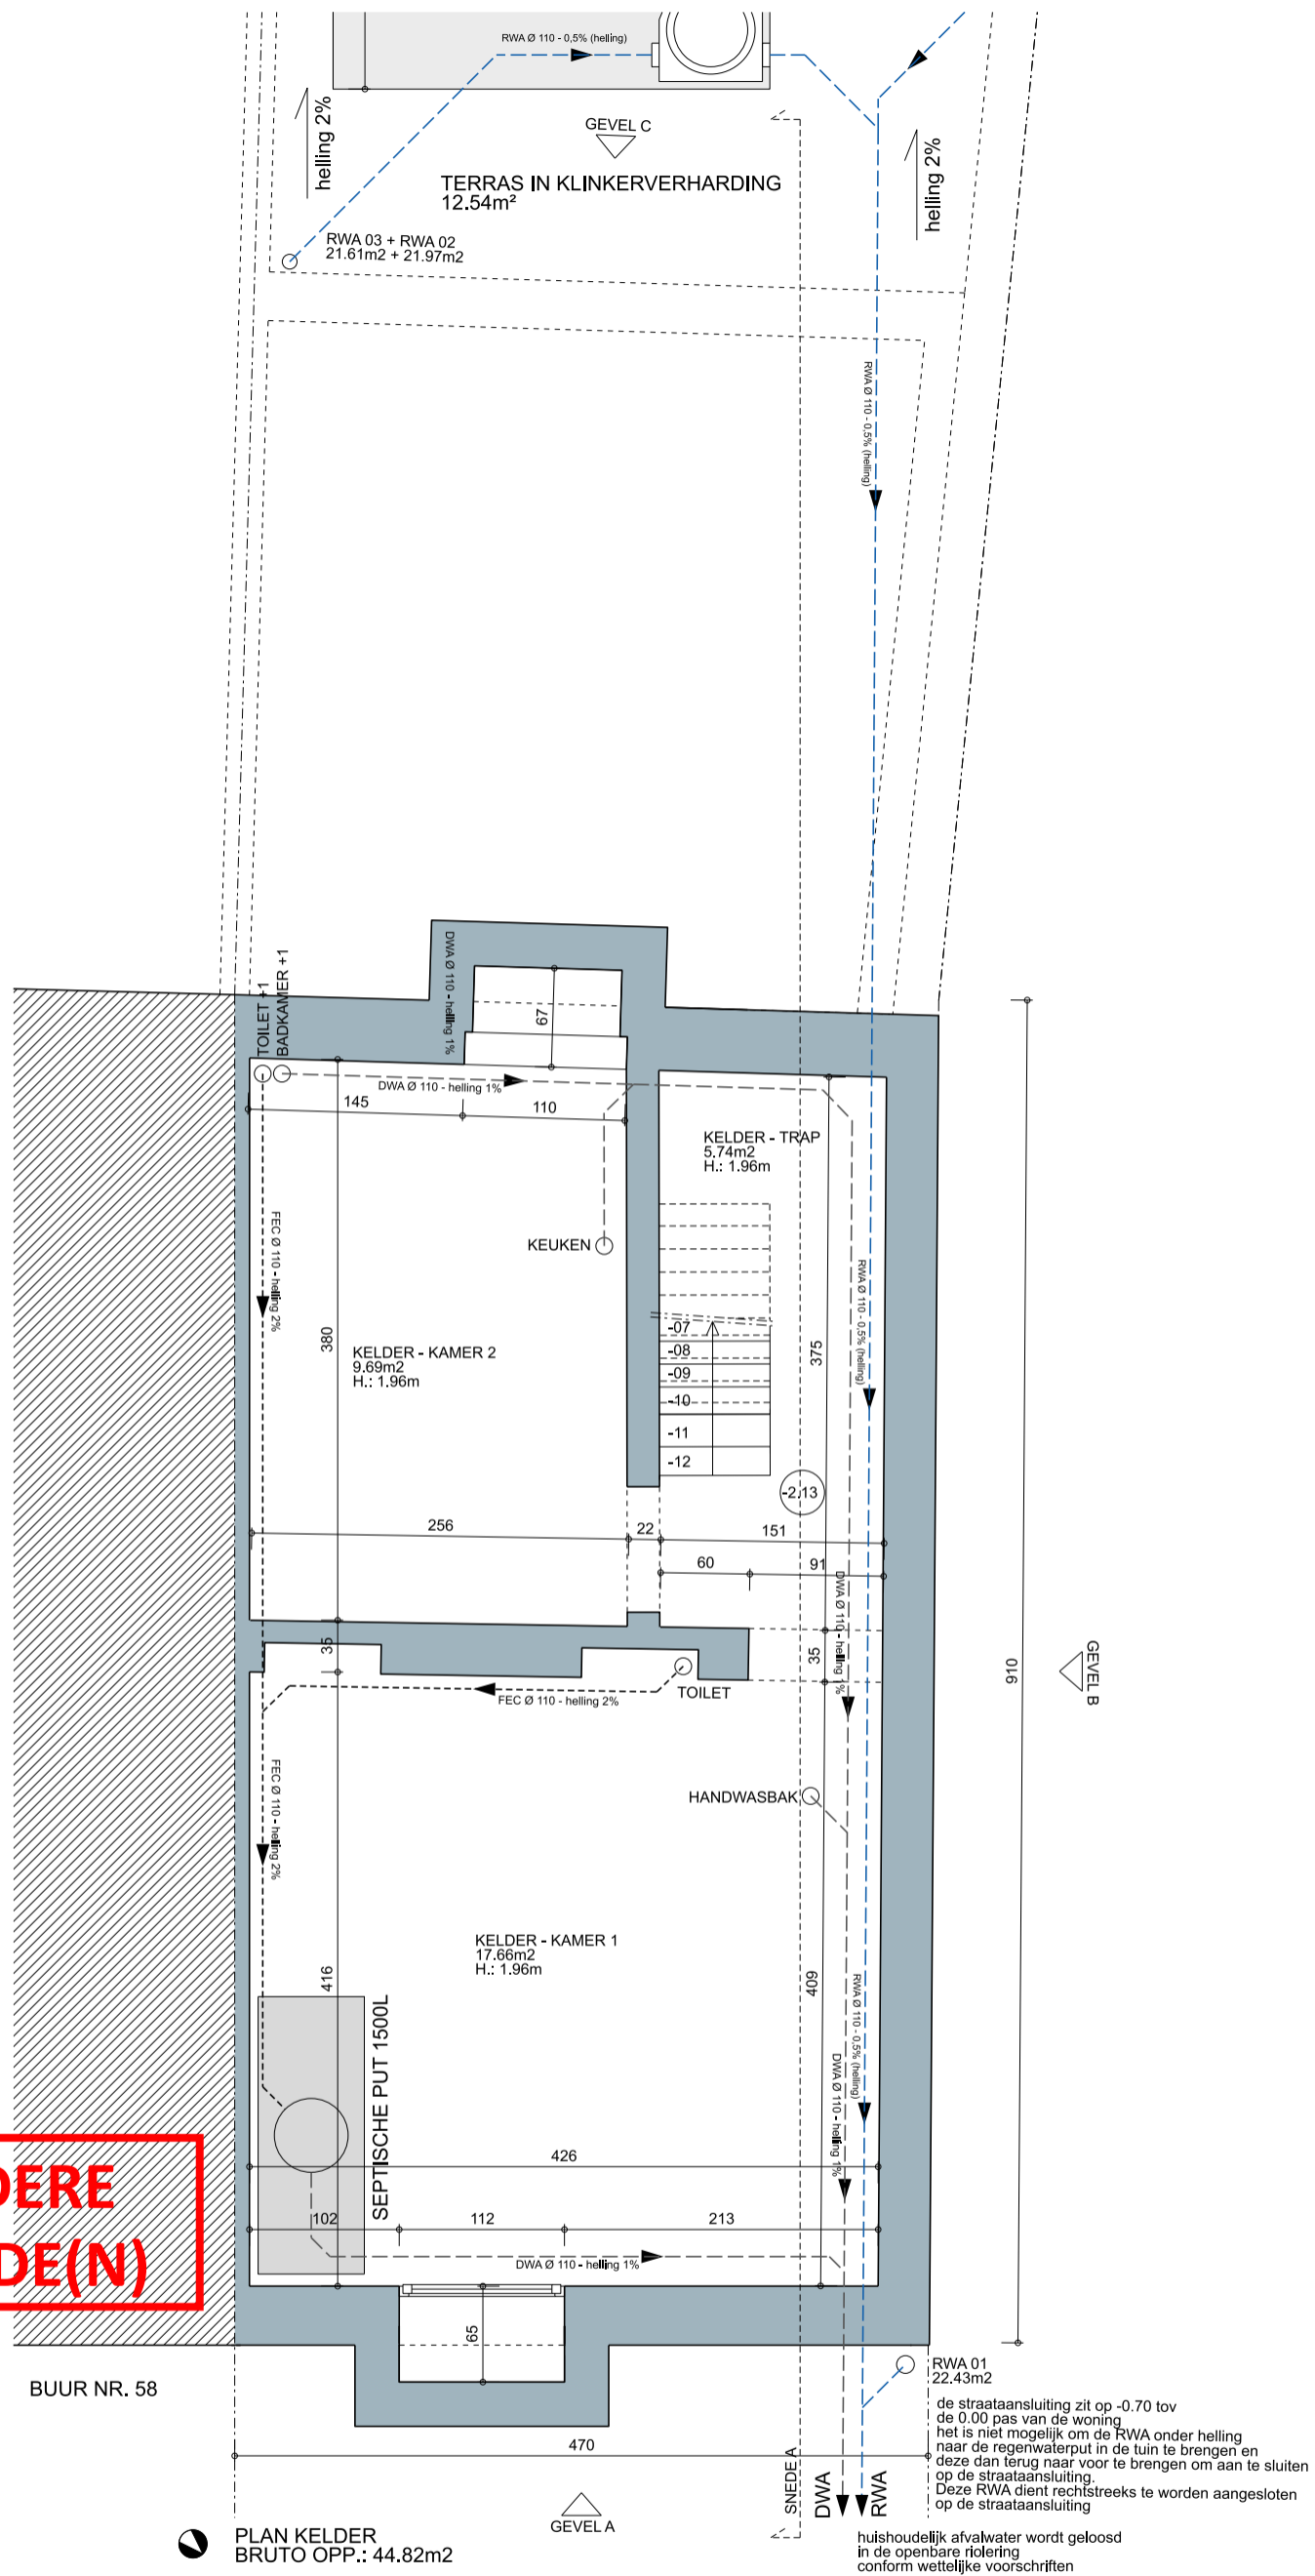 RWA Ø 110 - 0,5% (helling)
helling 2%
GEVEL C
helling 2%
TERRAS IN KLINKERVERHARDING
12.54m²
RWA 03 + RWA 02
21.61m2 + 21.97m2
RWA Ø 110 - 0,5% (helling)
DWA Ø 110 - helling 1%
TOILET +1
BADKAMER +1
67
DWA Ø 110 - helling 1%
145
110
KELDER - TRAP
5.74m2
H.: 1.96m
FEC Ø 110 - helling 2%
KEUKEN
RWA Ø 110 - 0,5% (helling)
380
KELDER - KAMER 2
9.69m2
H.: 1.96m
-07
-08
-09
-10
-11
-12
375
-2.13
256
22
151
60
91
DWA Ø 110 - helling 1%
35
35
910
GEVEL B
TOILET
FEC Ø 110 - helling 2%
FEC Ø 110 - helling 2%
HANDWASBAK
KELDER - KAMER 1
17.66m2
H.: 1.96m
416
409
SEPTISCHE PUT 1500L
RWA Ø 110 - 0,5% (helling)
DWA Ø 110 - helling 1%
426
102
112
213
DWA Ø 110 - helling 1%
DERE
DE(N)
65
BUUR NR. 58
RWA 01
22.43m2
de straataansluiting zit op -0.70 tov
de 0.00 pas van de woning
het is niet mogelijk om de RWA onder helling
naar de regenwaterput in de tuin te brengen en
deze dan terug naar voor te brengen om aan te sluiten
op de straataansluiting.
Deze RWA dient rechtstreeks te worden aangesloten
op de straataansluiting
470
SNEDE A
DWA
RWA
GEVEL A
PLAN KELDER
BRUTO OPP.: 44.82m2
huishoudelijk afvalwater wordt geloosd
in de openbare riolering
conform wettelijke voorschriften